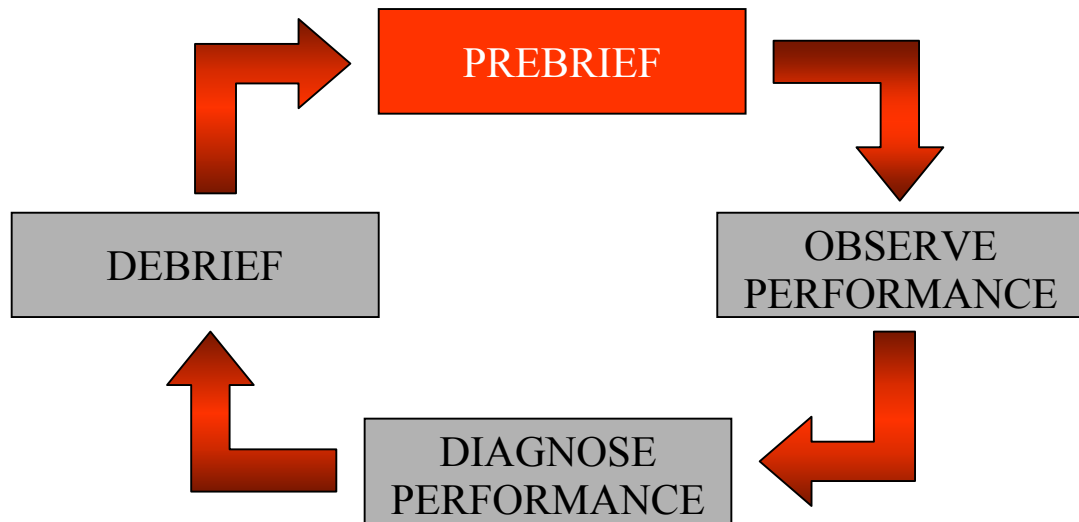 PREBRIEF
OBSERVE
PERFORMANCE
DIAGNOSE
PERFORMANCE
DEBRIEF